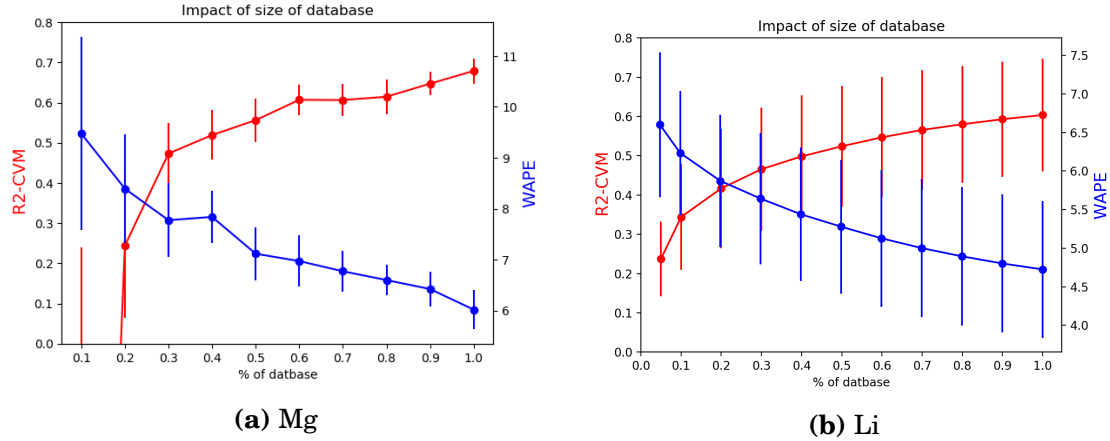 Impact of size of database
0.8
0.7
0.6
0.5
0.4
0.3
0.2
0.1
0.0
R2-CVM
11
10
9
8
7
6
WAPE
0.1 0.2 0.3 0.4 0.5 0.6 0.7 0.8 0.9 1.0
% of datbase
(a) Mg
Impact of size of database
0.8
0.7
0.6
0.5
0.4
0.3
0.2
0.1
0.0
R2-CVM
7.5
7.0
6.5
6.0
5.5
5.0
4.5
4.0
WAPE
0.0 0.1 0.2 0.3 0.4 0.5 0.6 0.7 0.8 0.9 1.0
% of datbase
(b) Li